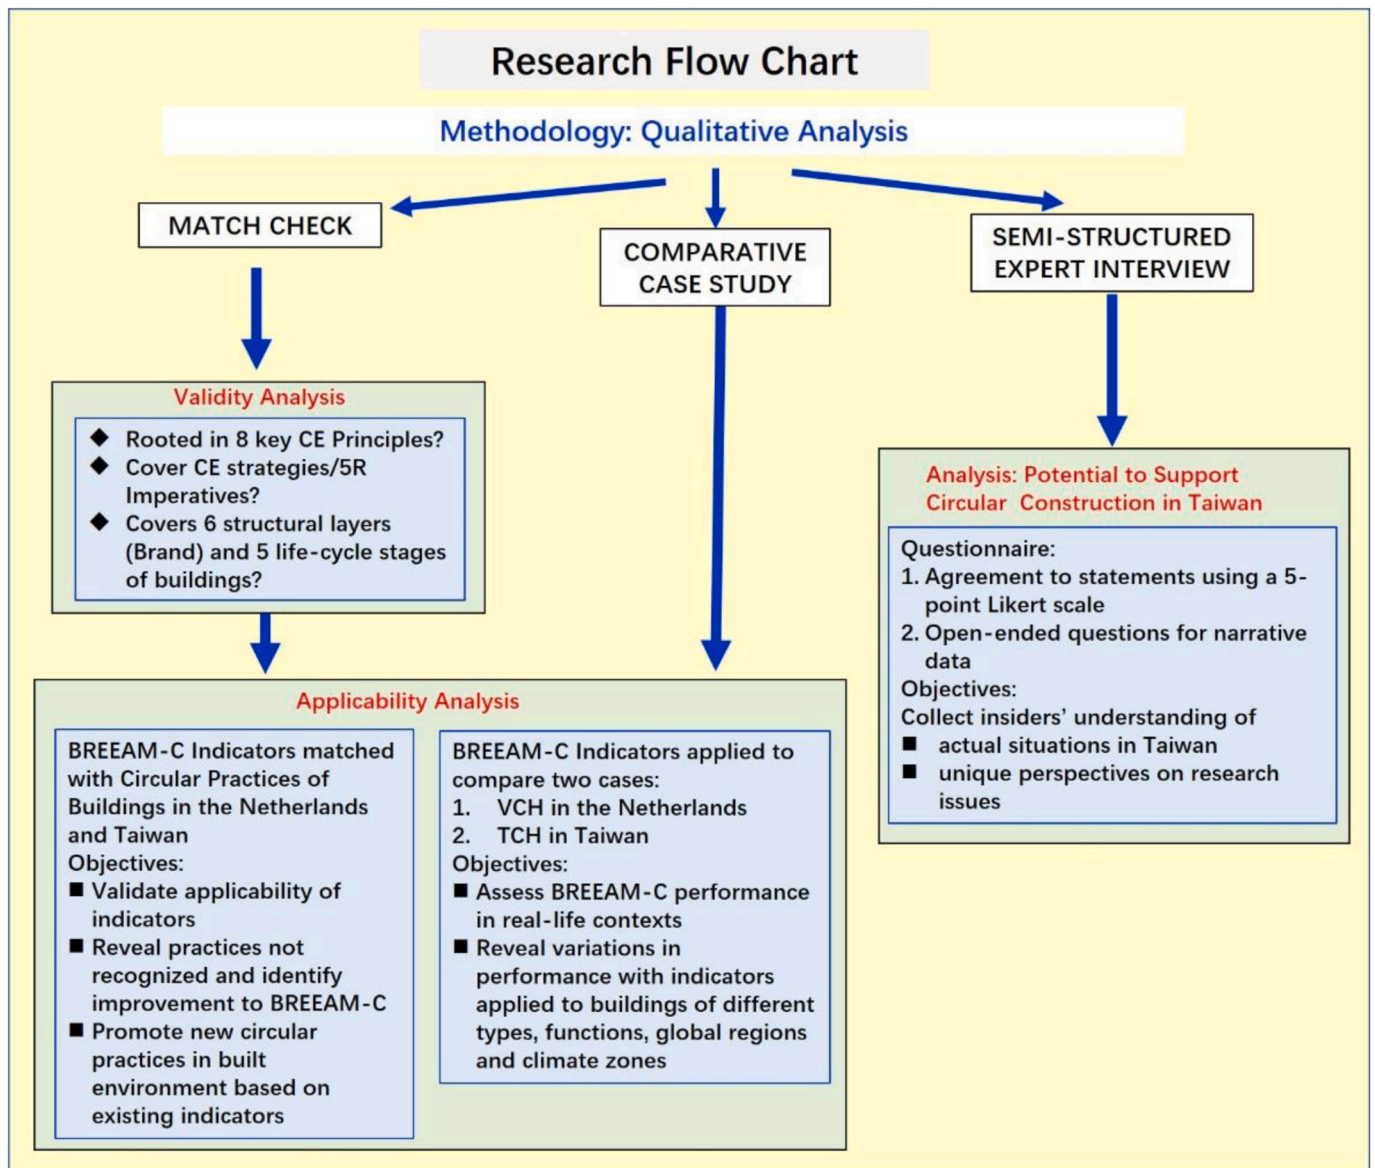 Research Flow Chart
Methodology: Qualitative Analysis
MATCH CHECK
COMPARATIVE
CASE STUDY
SEMI-STRUCTURED
EXPERT INTERVIEW
Validity Analysis
◆ Rooted in 8 key CE Principles?
◆ Cover CE strategies/5R
Imperatives?
◆ Covers 6 structural layers
(Brand) and 5 life-cycle stages
of buildings?
Applicability Analysis
BREEAM-C Indicators matched
with Circular Practices of
Buildings in the Netherlands
and Taiwan
Objectives:
■ Validate applicability of
indicators
■ Reveal practices not
recognized and identify
improvement to BREEAM-C
■ Promote new circular
practices in built
environment based on
existing indicators
BREEAM-C Indicators applied to
compare two cases:
1. VCH in the Netherlands
2. TCH in Taiwan
Objectives:
■ Assess BREEAM-C performance
in real-life contexts
■ Reveal variations in
performance with indicators
applied to buildings of different
types, functions, global regions
and climate zones
Analysis: Potential to Support
Circular Construction in Taiwan
Questionnaire:
1. Agreement to statements using a 5-
point Likert scale
2. Open-ended questions for narrative
data
Objectives:
Collect insiders' understanding of
■ actual situations in Taiwan
■ unique perspectives on research
issues